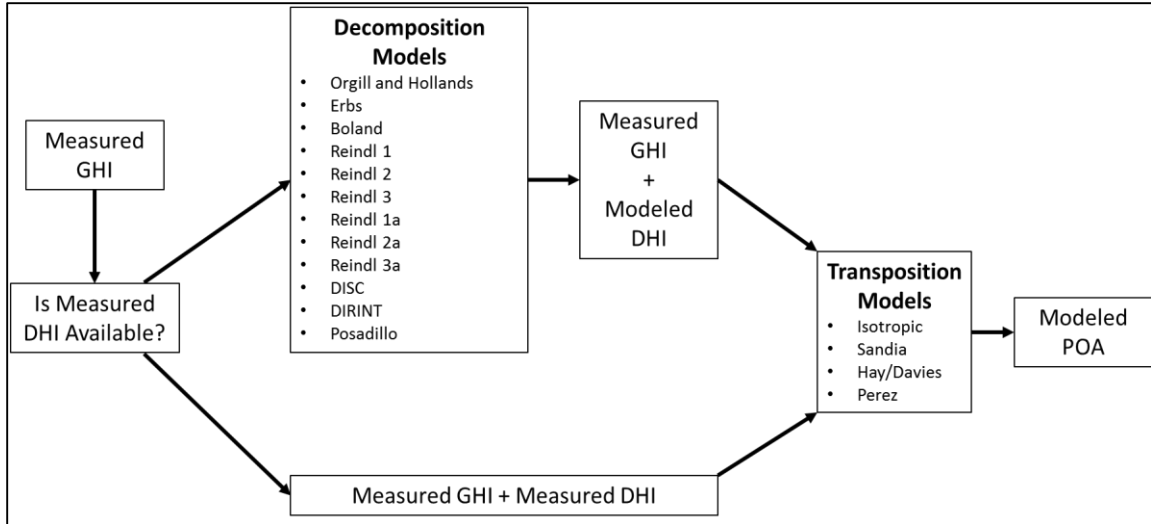 Measured
GHI
Is Measured
DHI Available?
Decomposition
Models
• Orgill and Hollands
• Erbs
• Boland
• Reindl 1
• Reindl 2
• Reindl 3
• Reindl 1a
• Reindl 2a
• Reindl 3a
• DISC
• DIRINT
• Posadillo
Measured
GHI
+
Modeled
DHI
Measured GHI + Measured DHI
Transposition
Models
• Isotropic
• Sandia
• Hay/Davies
• Perez
Modeled
POA